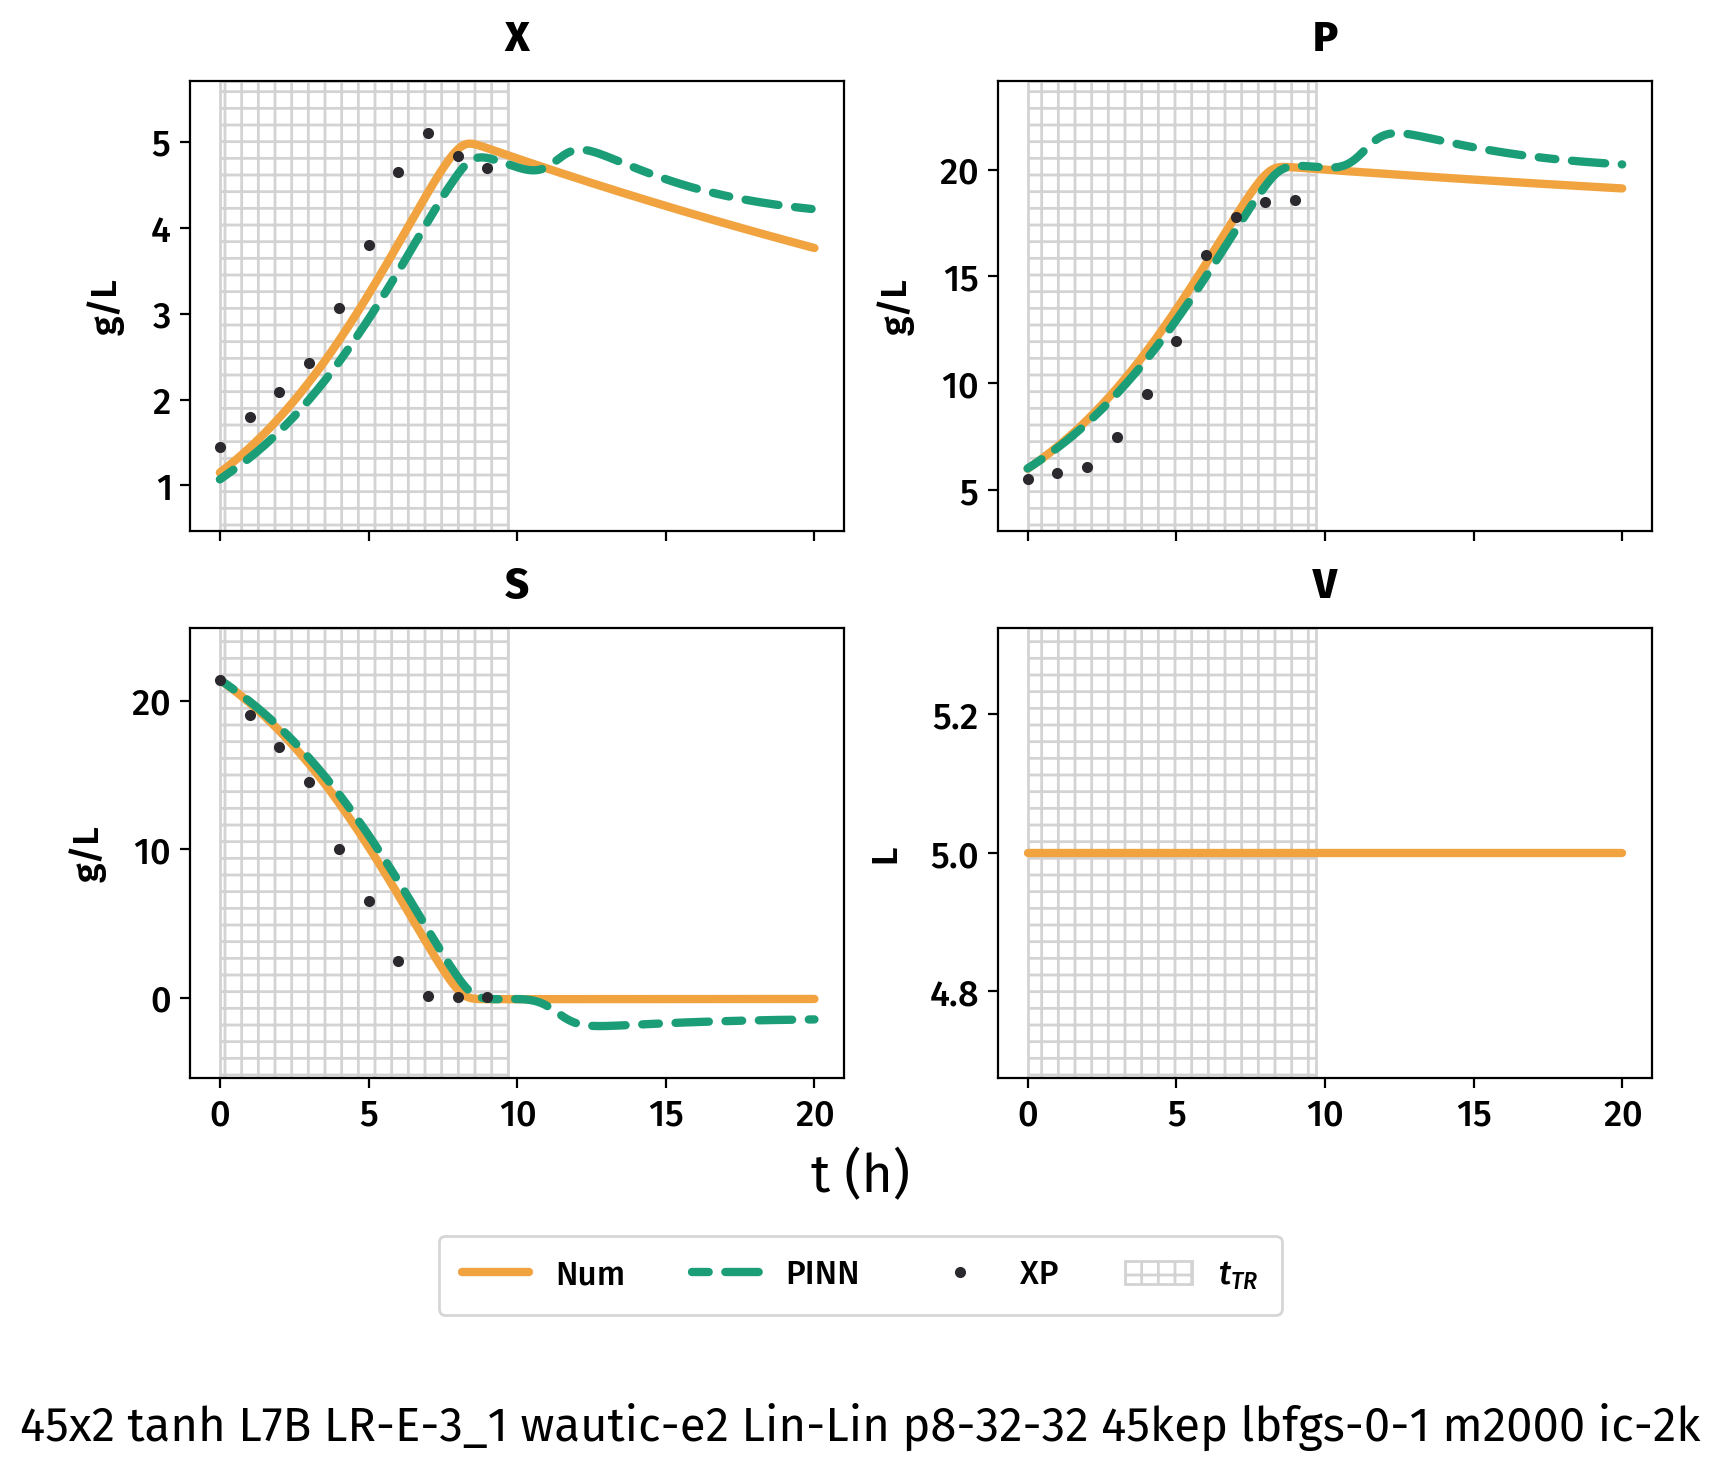 X
P
g/L
5
4
3
2
1
g/L
20
15
10
5
S
V
g/L
20
10
0
L
5.2
5.0
4.8
0 5 10 15 20
0 5 10 15 20
t (h)
Num PINN XP tTR
45x2 tanh L7B LR-E-3_1 wautic-e2 Lin-Lin p8-32-32 45kep lbfgs-0-1 m2000 ic-2k